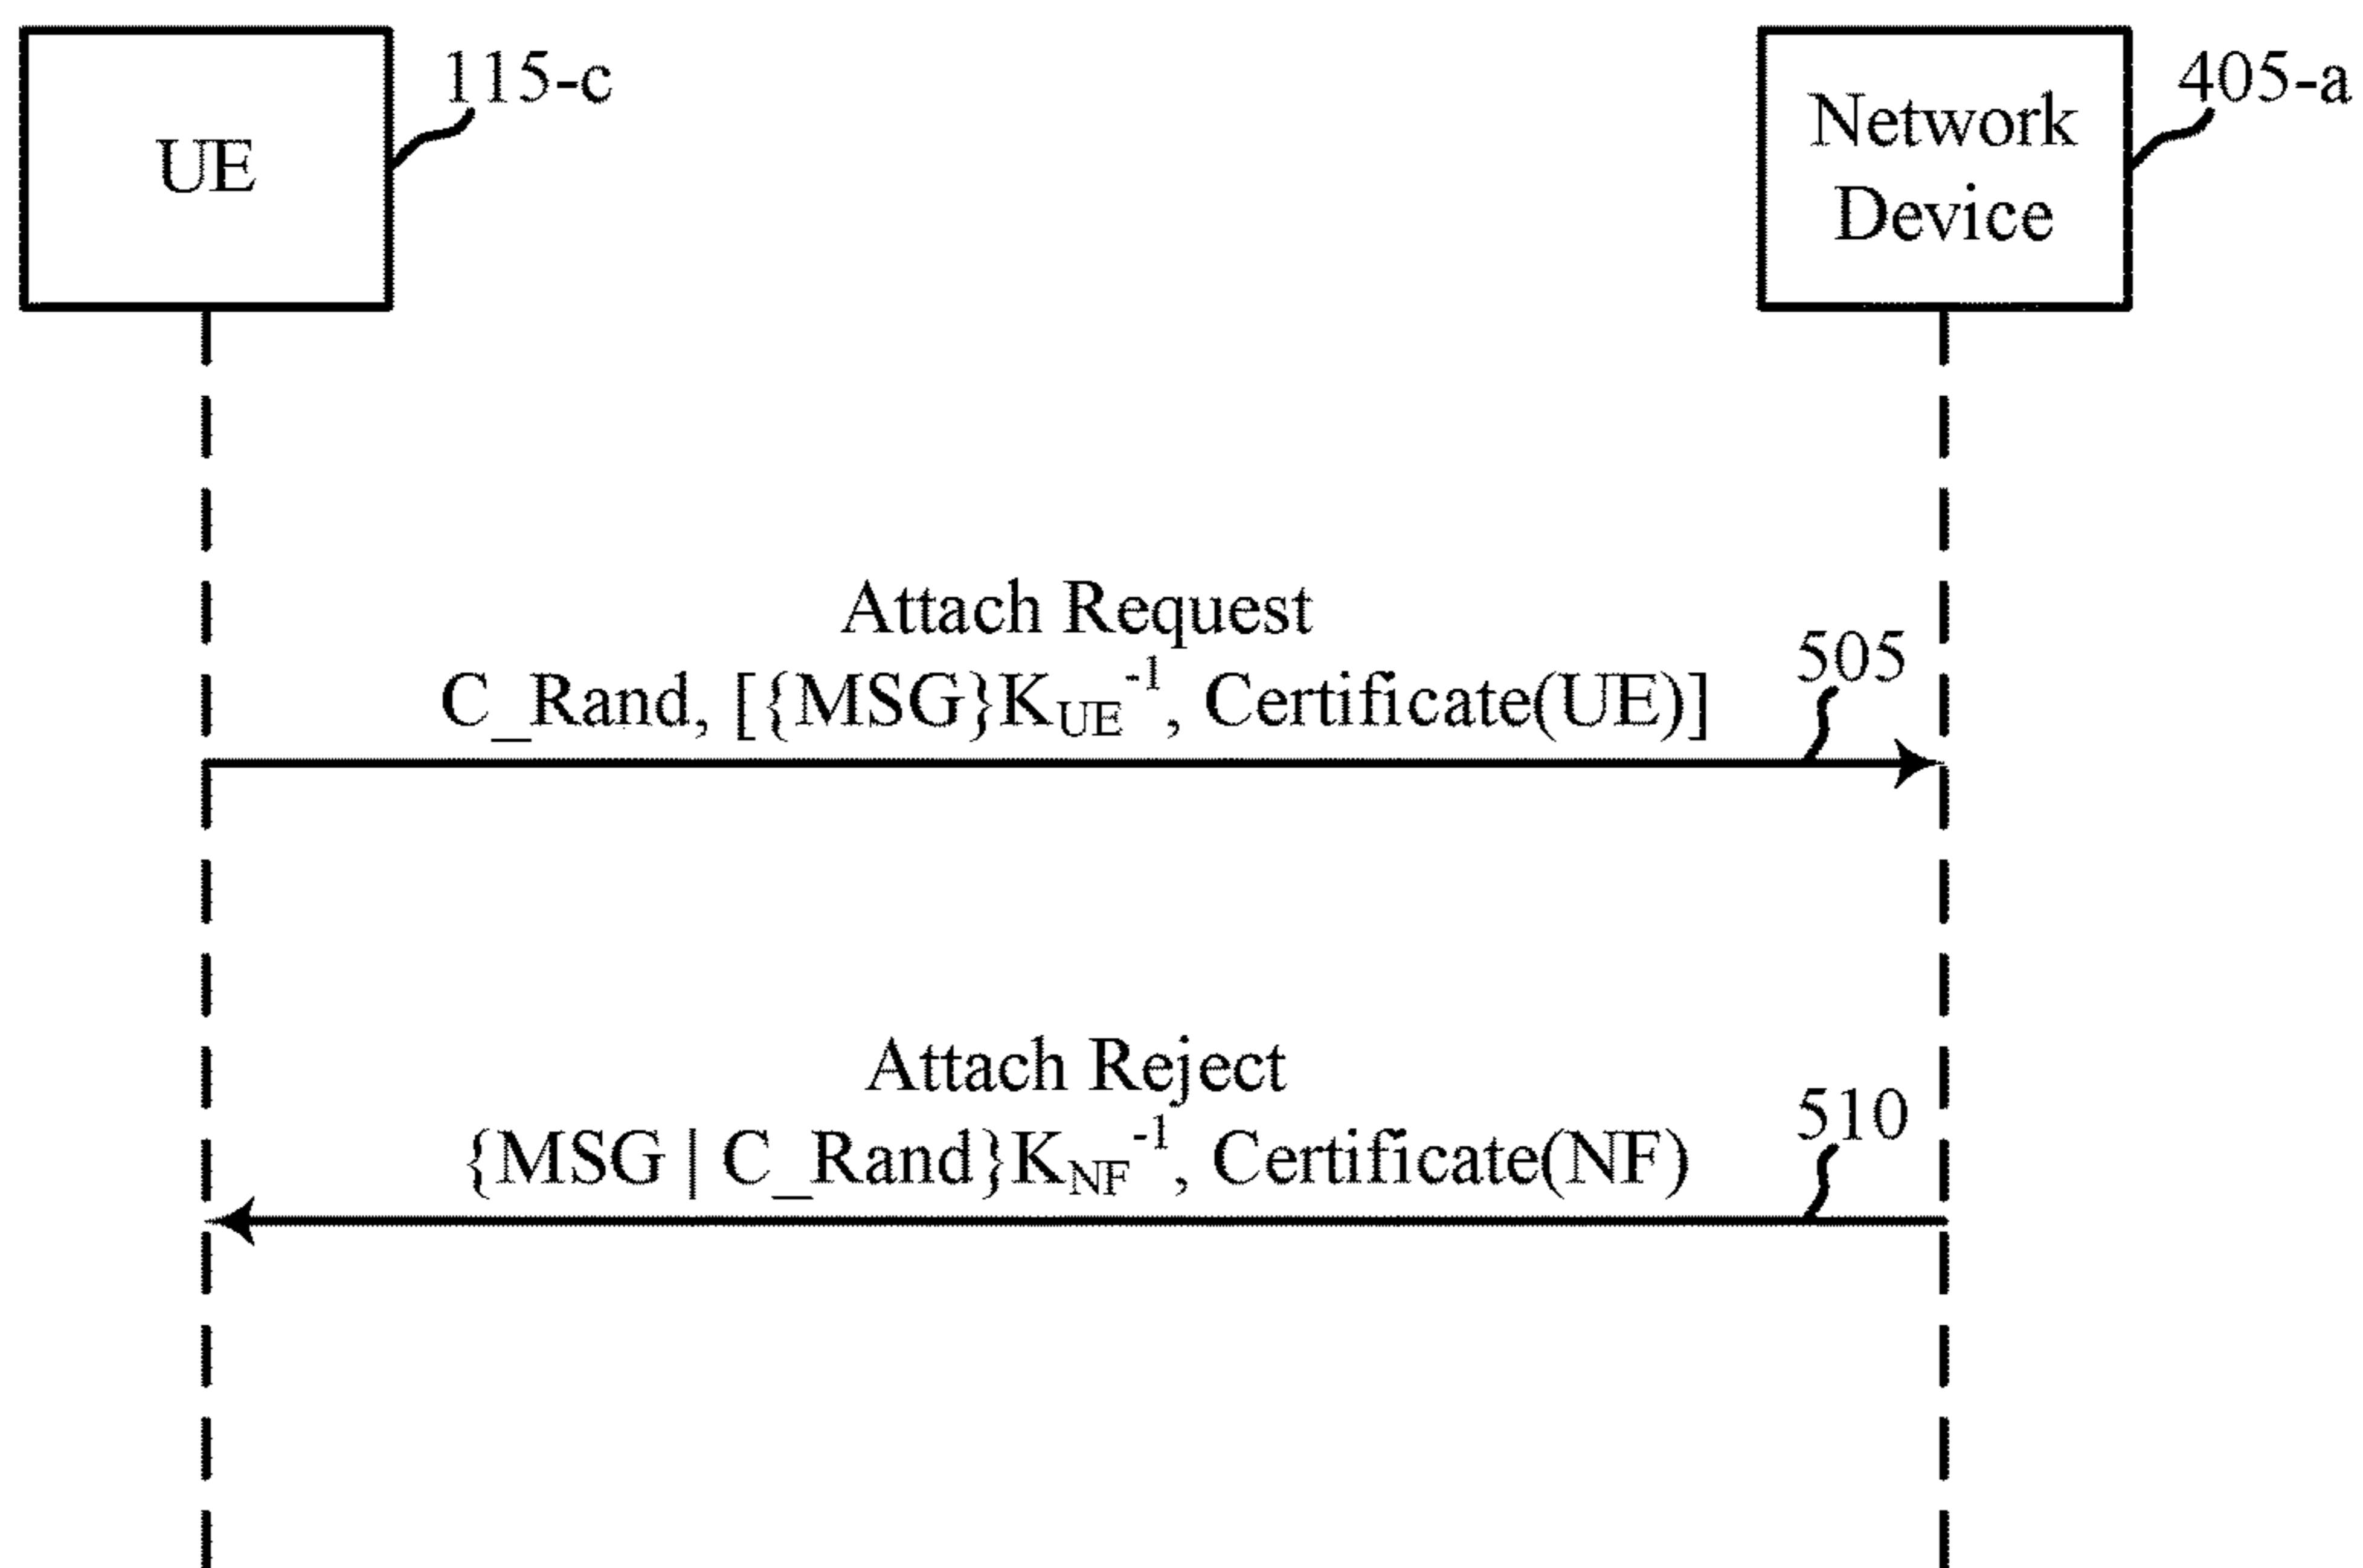 UE
115-c
Network
Device
405-a
Attach Request
C_Rand, [{MSG}K_UE^-1, Certificate(UE)]
505
Attach Reject
{MSG | C_Rand}K_NF^-1, Certificate(NF)
510